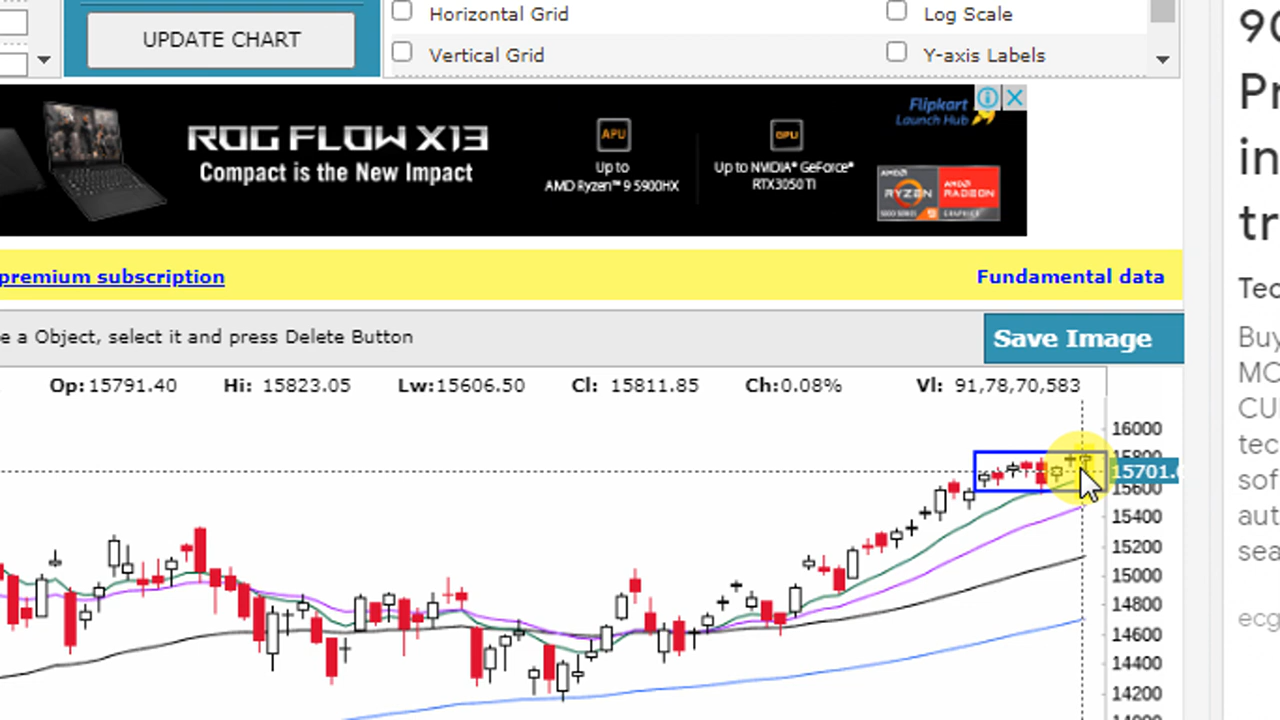 Horizontal Grid
Log Scale
UPDATE CHART
Vertical Grid
Y-axis Labels
ROG FLOW X13
Compact is the New Impact
APU
Up to
AMD Ryzen™ 9 5900HX
GPU
Up to NVIDIA® GeForce®
RTX3050 TI
Flipkart
Launch Hub
AMD
RYZEN
AMD
RADEON
GRAPHICS
premium subscription
Fundamental data
e a Object, select it and press Delete Button
Save Image
Op: 15791.40 Hi: 15823.05 Lw: 15606.50 Cl: 15811.85 Ch: 0.08% Vl: 91,78,70,583
16000
15800
15701.
15600
15400
15200
15000
14800
14600
14400
14200
Pr
in
tr
Tec
Buy
MO
CU
tec
sof
aut
sea
ecg